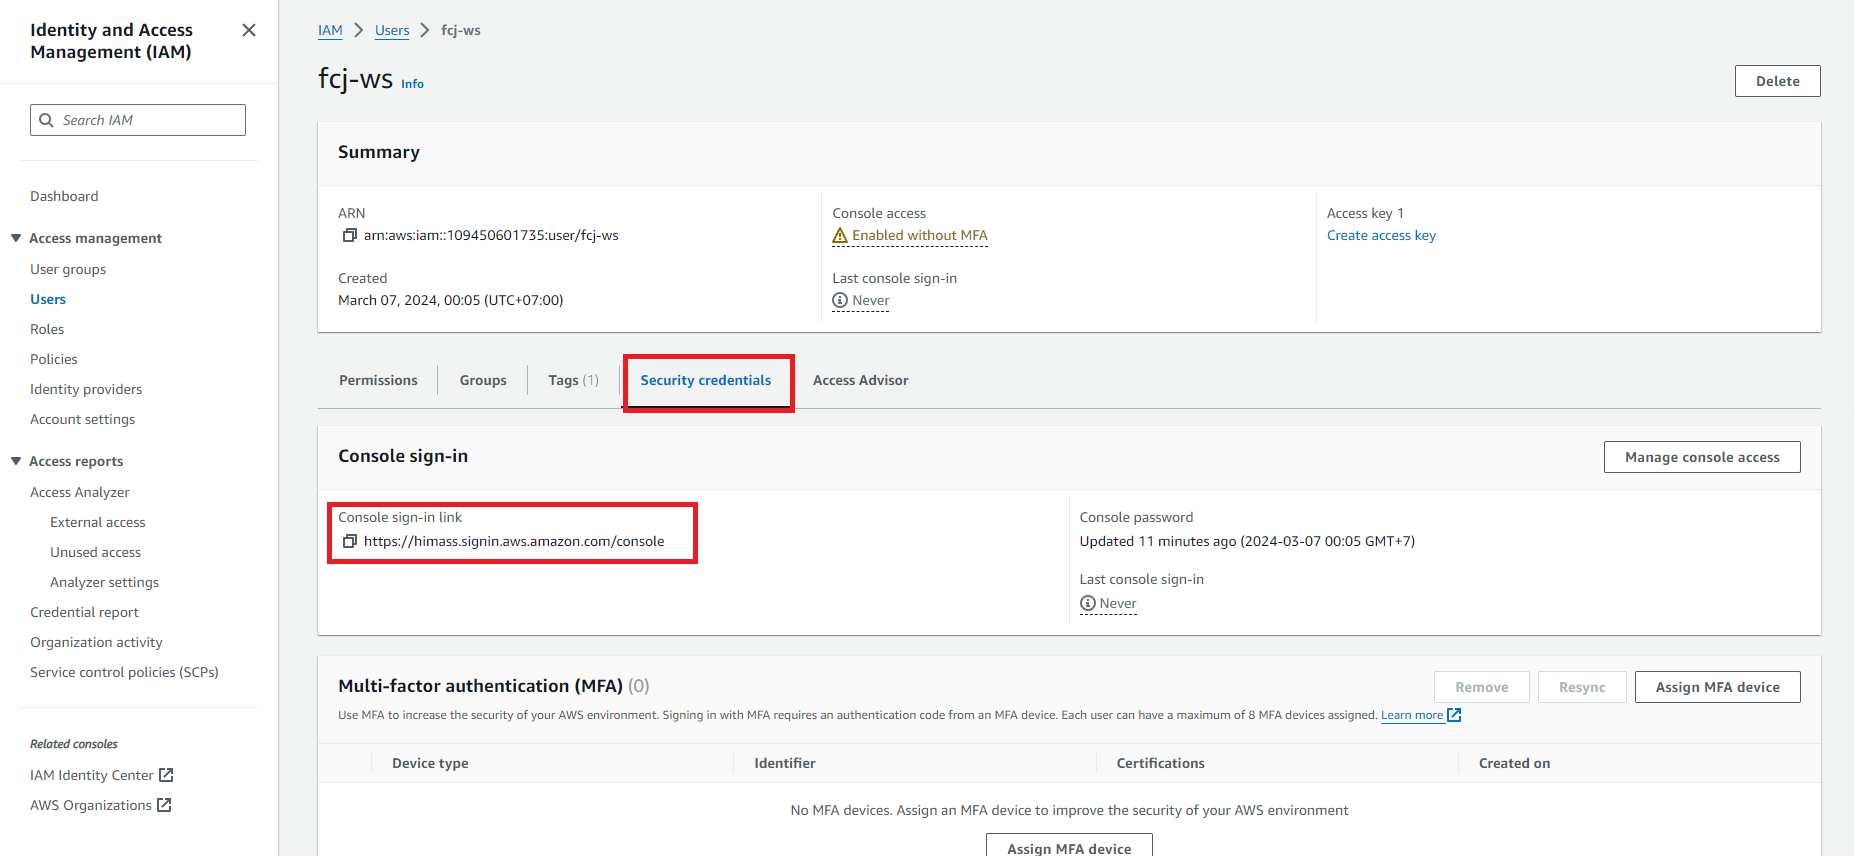 Identity and Access
Management (IAM)
Search IAM
Dashboard
Access management
User groups
Users
Roles
Policies
Identity providers
Account settings
Access reports
Access Analyzer
External access
Unused access
Analyzer settings
Credential report
Organization activity
Service control policies (SCPs)
Related consoles
IAM Identity Center
AWS Organizations
IAM > Users > fcj-ws
fcj-ws Info
Delete
Summary
ARN
arn:aws:iam::109450601735:user/fcj-ws
Created
March 07, 2024, 00:05 (UTC+07:00)
Console access
Enabled without MFA
Last console sign-in
Never
Access key 1
Create access key
Permissions Groups Tags (1) Security credentials Access Advisor
Console sign-in
Manage console access
Console sign-in link
https://himass.signin.aws.amazon.com/console
Console password
Updated 11 minutes ago (2024-03-07 00:05 GMT+7)
Last console sign-in
Never
Multi-factor authentication (MFA) (0)
Remove Resync Assign MFA device
Use MFA to increase the security of your AWS environment. Signing in with MFA requires an authentication code from an MFA device. Each user can have a maximum of 8 MFA devices assigned. Learn more
Device type Identifier Certifications Created on
No MFA devices. Assign an MFA device to improve the security of your AWS environment
Assign MFA device